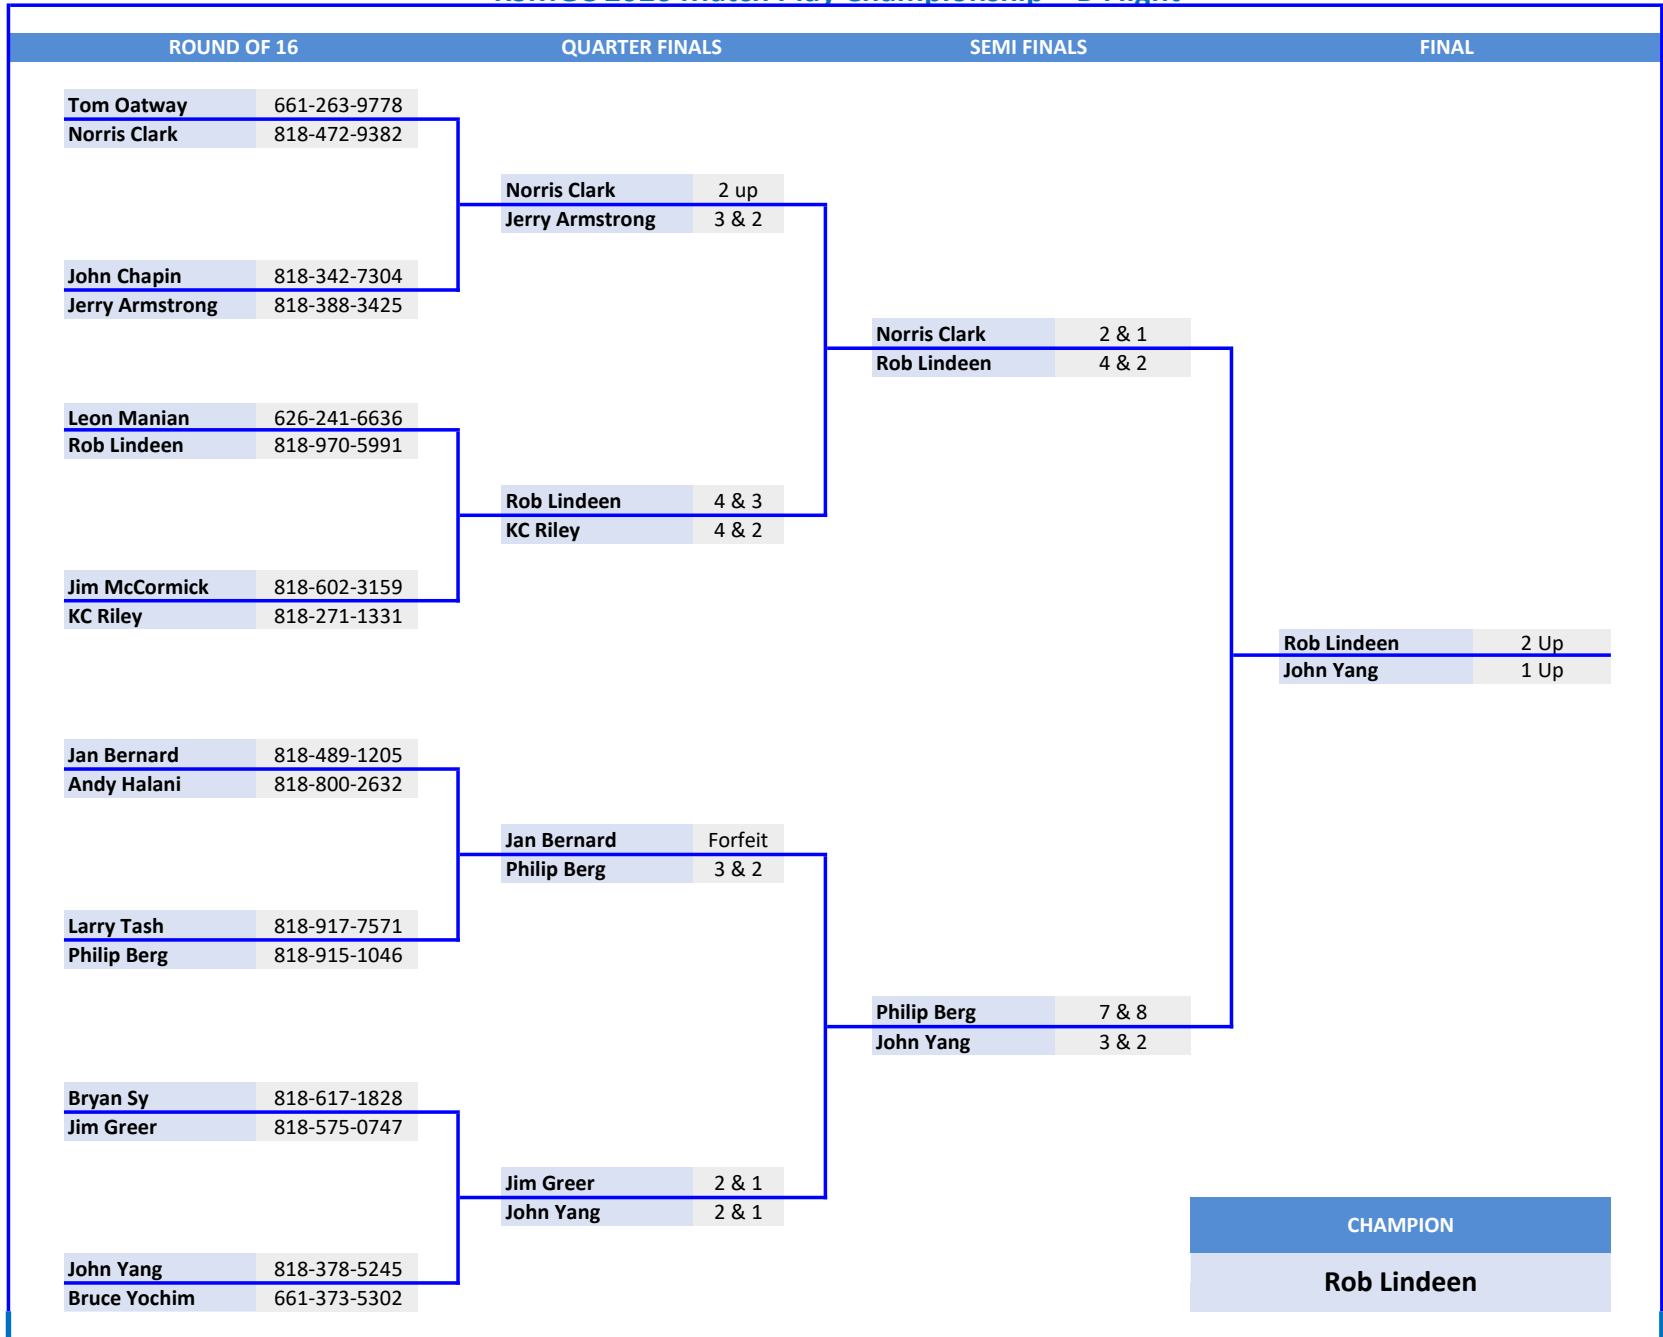 ROUND OF 16 QUARTER FINALS SEMI FINALS FINAL
Tom Oatway 661-263-9778
Norris Clark 818-472-9382
Norris Clark 2 up
Jerry Armstrong 3 & 2
John Chapin 818-342-7304
Jerry Armstrong 818-388-3425
Norris Clark 2 & 1
Rob Lindeen 4 & 2
Leon Manian 626-241-6636
Rob Lindeen 818-970-5991
Rob Lindeen 4 & 3
KC Riley 4 & 2
Jim McCormick 818-602-3159
KC Riley 818-271-1331
Rob Lindeen 2 Up
John Yang 1 Up
Jan Bernard 818-489-1205
Andy Halani 818-800-2632
Jan Bernard Forfeit
Philip Berg 3 & 2
Larry Tash 818-917-7571
Philip Berg 818-915-1046
Philip Berg 7 & 8
John Yang 3 & 2
Bryan Sy 818-617-1828
Jim Greer 818-575-0747
Jim Greer 2 & 1
John Yang 2 & 1
CHAMPION
John Yang 818-378-5245
Rob Lindeen
Bruce Yochim 661-373-5302